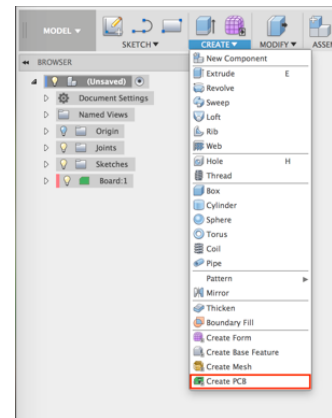 MODEL
SKETCH
CREATE
MODIFY
ASSEM
BROWSER
(Unsaved)
Document Settings
Named Views
Origin
Joints
Sketches
Board:1
New Component
Extrude E
Revolve
Sweep
Loft
Rib
Web
Hole H
Thread
Box
Cylinder
Sphere
Torus
Coil
Pipe
Pattern
Mirror
Thicken
Boundary Fill
Create Form
Create Base Feature
Create Mesh
Create PCB